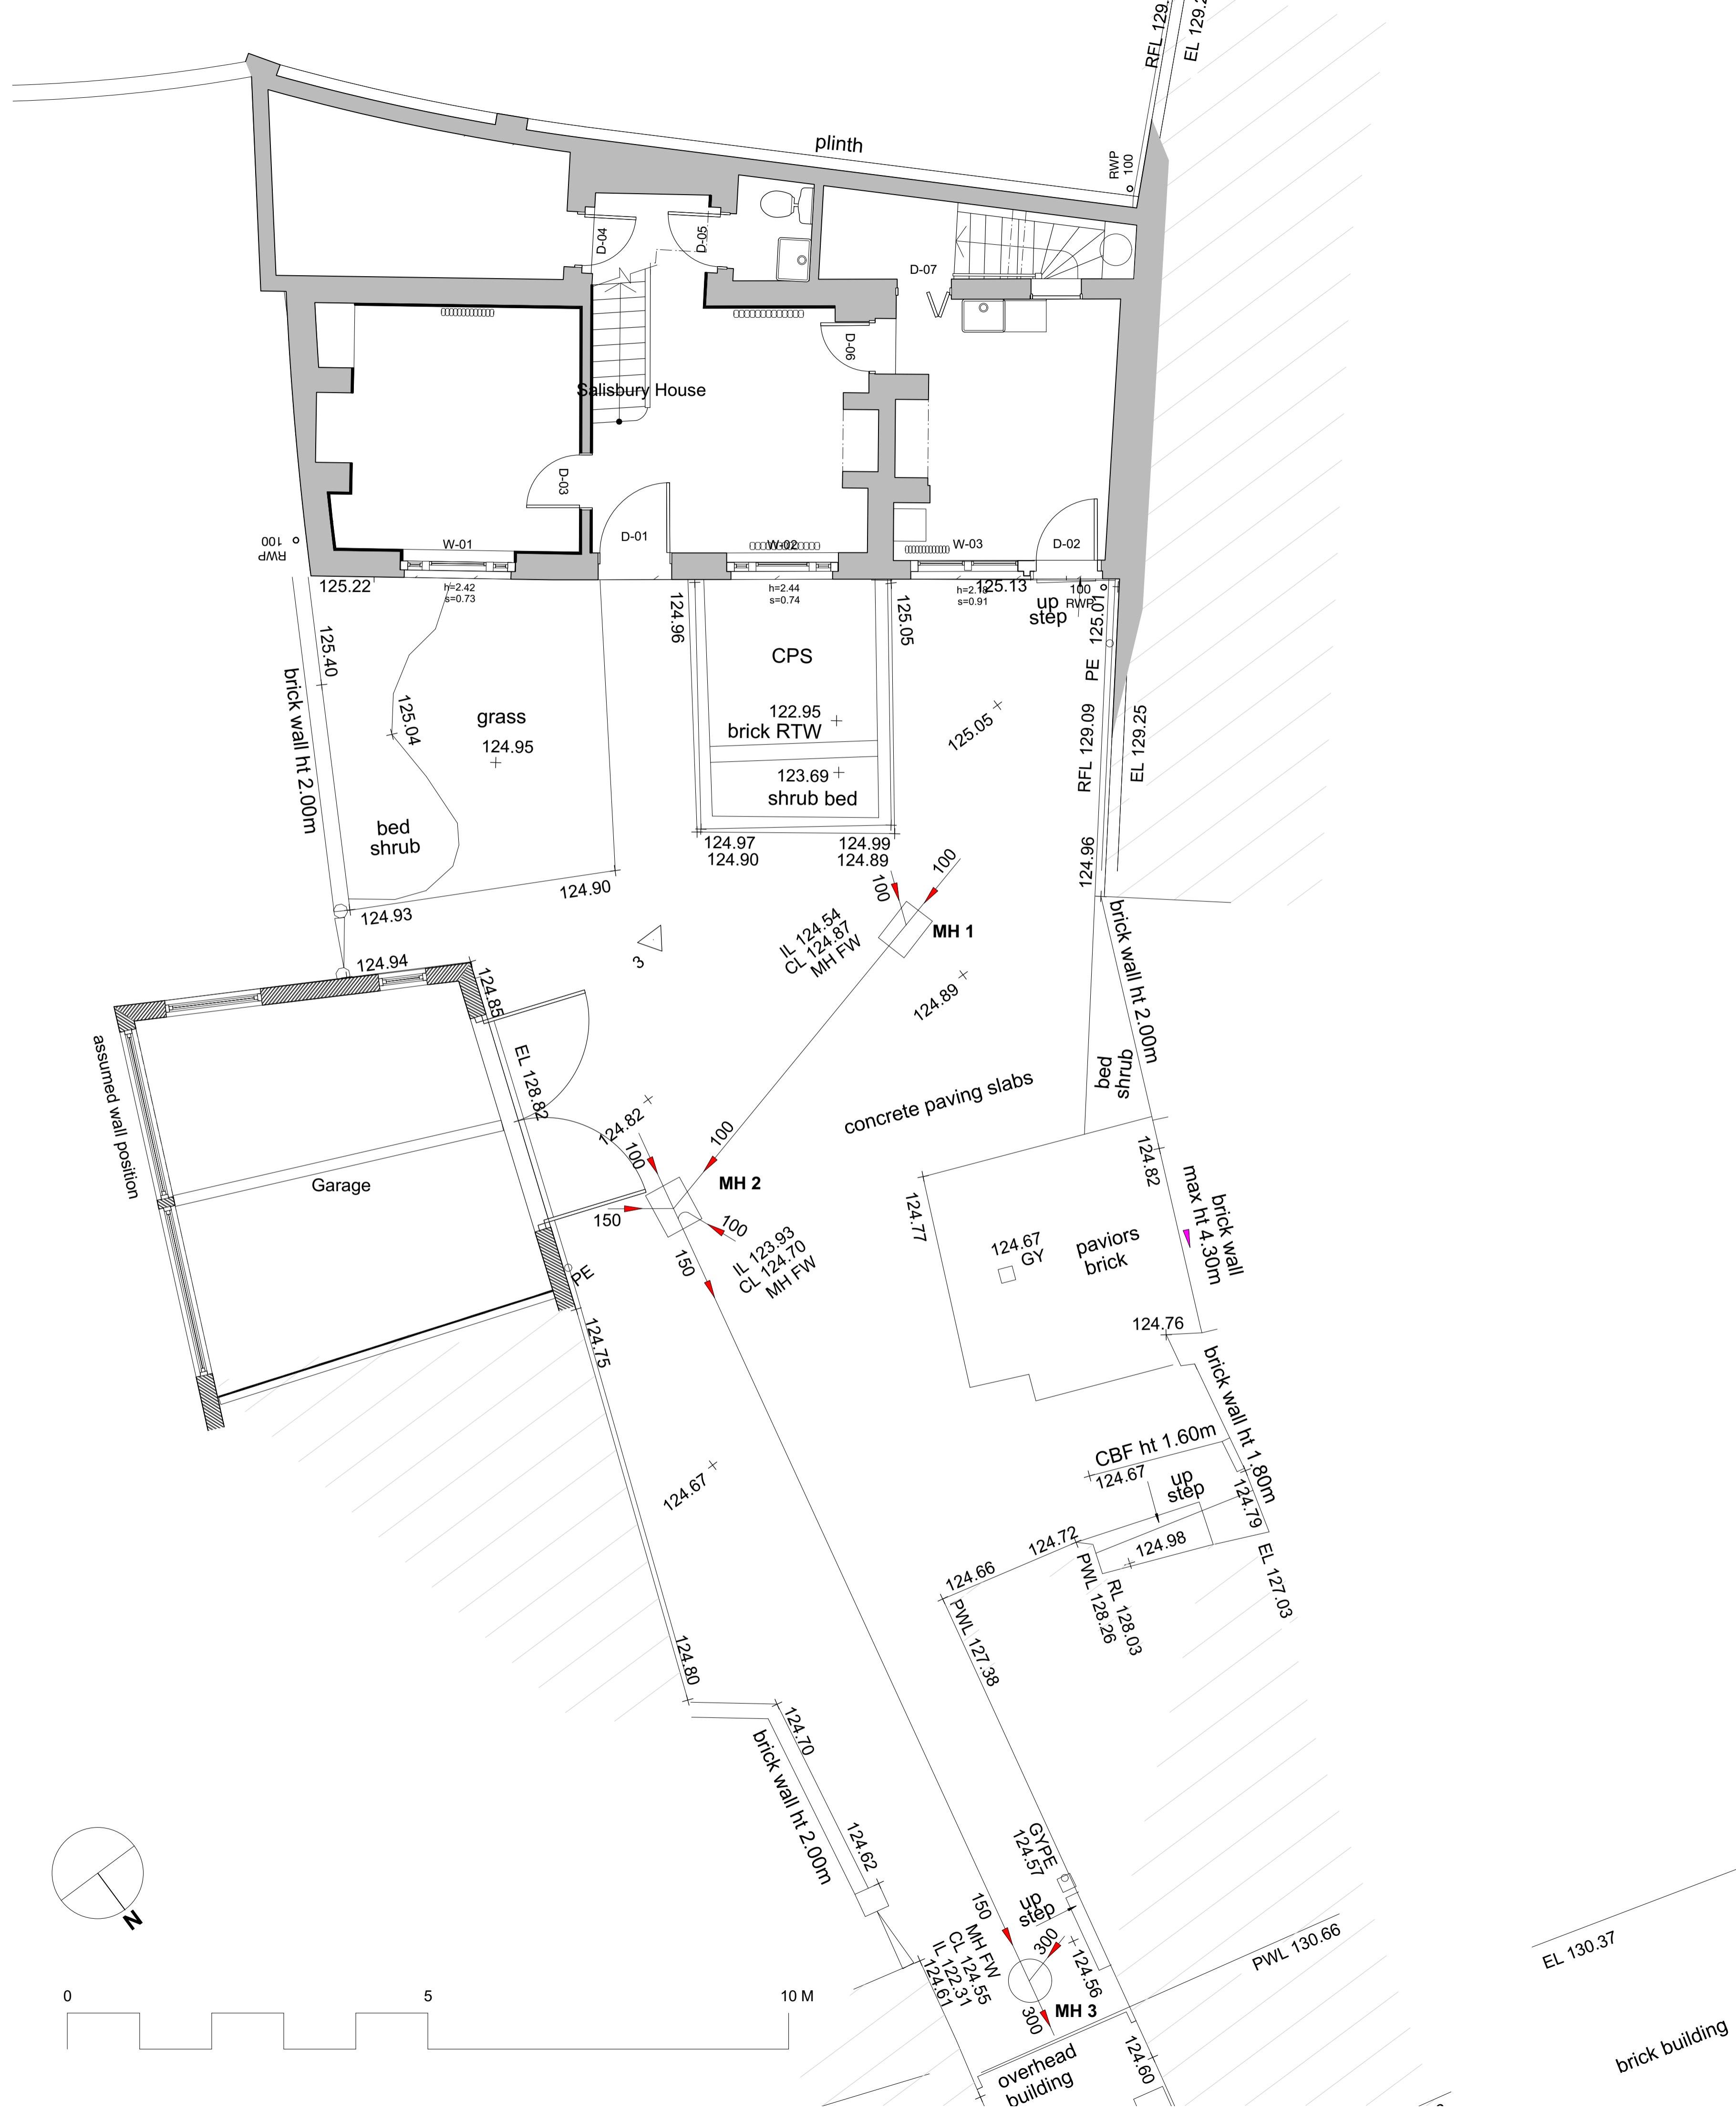 EL 129.2
RFL 129.
plinth
RWP
100
D-04
D-05
D-07
D-06
Salisbury House
D-03
100
RWP
W-01
D-01
W-02
W-03
D-02
125.22
h=2.42
s=0.73
h=2.44
s=0.74
s=0.91
125.13
up
step
100
RWP
125.01
PE
124.96
125.05
125.40
brick wall ht 2.00m
CPS
125.04
grass
124.95
122.95
brick RTW
125.05
RFL 129.09
EL 129.25
123.69
shrub bed
bed
shrub
124.97
124.90
124.99
124.89
124.96
124.90
124.93
100
100
MH 1
IL 124.54
CL 124.87
MH FW
brick wall ht 2.00m
3
124.94
124.85
124.89
assumed wall position
EL 128.82
bed
shrub
concrete paving slabs
124.82
100
100
124.82
Garage
MH 2
150
100
124.77
max ht 4.30m
brick wall
150
IL 123.93
CL 124.70
MH FW
124.67
GY
paviors
brick
PE
124.75
124.76
brick wall ht 1.80m
CBF ht 1.60m
124.67
up
step
124.67
124.79
124.72
124.98
124.66
PWL 128.26
RL 128.03
EL 127.03
PWL 127.38
124.80
124.70
brick wall ht 2.00m
124.62
GYPE
124.57
N
150
up
step
MH FW
CL 124.55
IL 122.31
124.61
300
124.56
PWL 130.66
EL 130.37
0
5
10 M
300
MH 3
124.60
overhead
building
brick building